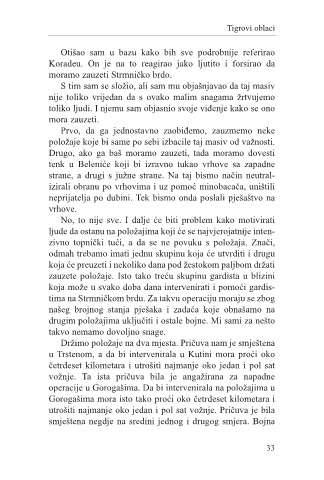 Tigrovi oblaci
Otišao sam u bazu kako bih sve podrobnije referirao
Koradeu. On je na to reagirao jako ljutito i forsirao da
moramo zauzeti Strmničko brdo.
S tim sam se složio, ali sam mu objašnjavao da taj masiv
nije toliko vrijedan da s ovako malim snagama žrtvujemo
toliko ljudi. I njemu sam objasnio svoje viđenje kako se ono
mora zauzeti.
Prvo, da ga jednostavno zaobiđemo, zauzmemo neke
položaje koje bi same po sebi izbacile taj masiv od važnosti.
Drugo, ako ga baš moramo zauzeti, tada moramo dovesti
tenk u Beleniće koji bi izravno tukao vrhove sa zapadne
strane, a drugi s južne strane. Na taj bismo način neutral-
izirali obranu po vrhovima i uz pomoć minobacača, uništili
neprijatelja po dubini. Tek bismo onda poslali pješaštvo na
vrhove.
No, to nije sve. I dalje će biti problem kako motivirati
ljude da ostanu na položajima koji će se najvjerojatnije inten-
zivno topnički tući, a da se ne povuku s položaja. Znači,
odmah trebamo imati jednu skupinu koja će utvrditi i drugu
koja će preuzeti i nekoliko dana pod žestokom paljbom držati
zauzete položaje. Isto tako treću skupinu gardista u blizini
koja može u svako doba dana intervenirati i pomoći gardis-
tima na Strmničkom brdu. Za takvu operaciju moraju se zbog
našeg brojnog stanja pješaka i zadaća koje obnašamo na
drugim položajima uključiti i ostale bojne. Mi sami za nešto
takvo nemamo dovoljno snage.
Držimo položaje na dva mjesta. Pričuva nam je smještena
u Trstenom, a da bi intervenirala u Kutini mora proći oko
četrdeset kilometara i utrošiti najmanje oko jedan i pol sat
vožnje. Ta ista pričuva bila je angažirana za napadne
operacije u Gorogašima. Da bi intervenirala na položajima u
Gorogašima mora isto tako proći oko četrdeset kilometara i
utrošiti najmanje oko jedan i pol sat vožnje. Pričuva je bila
smještena negdje na sredini jednog i drugog smjera. Bojna
33